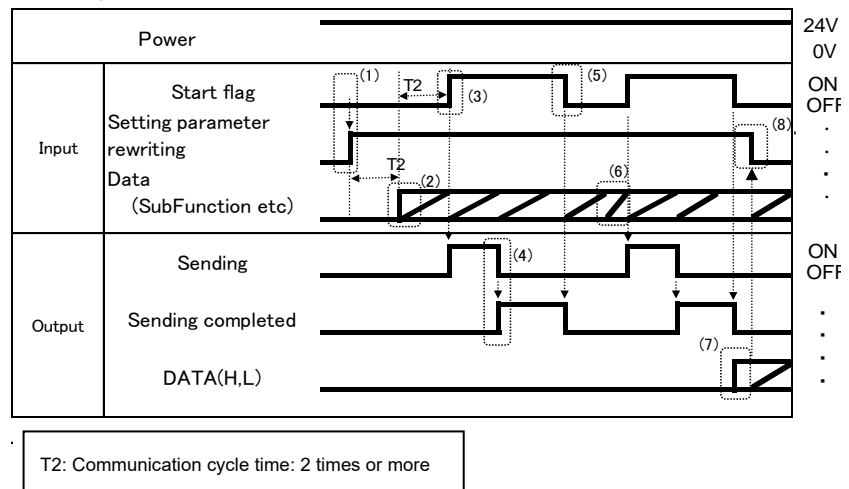 Power
24V
0V
Input
Start flag
(1)
T2
(3)
(5)
ON
OFF
Setting parameter
rewriting
(8)
T2
Data
(SubFunction etc)
(2)
(6)
Output
Sending
(4)
ON
OFF
Sending completed
(7)
DATA(H,L)
T2: Communication cycle time: 2 times or more